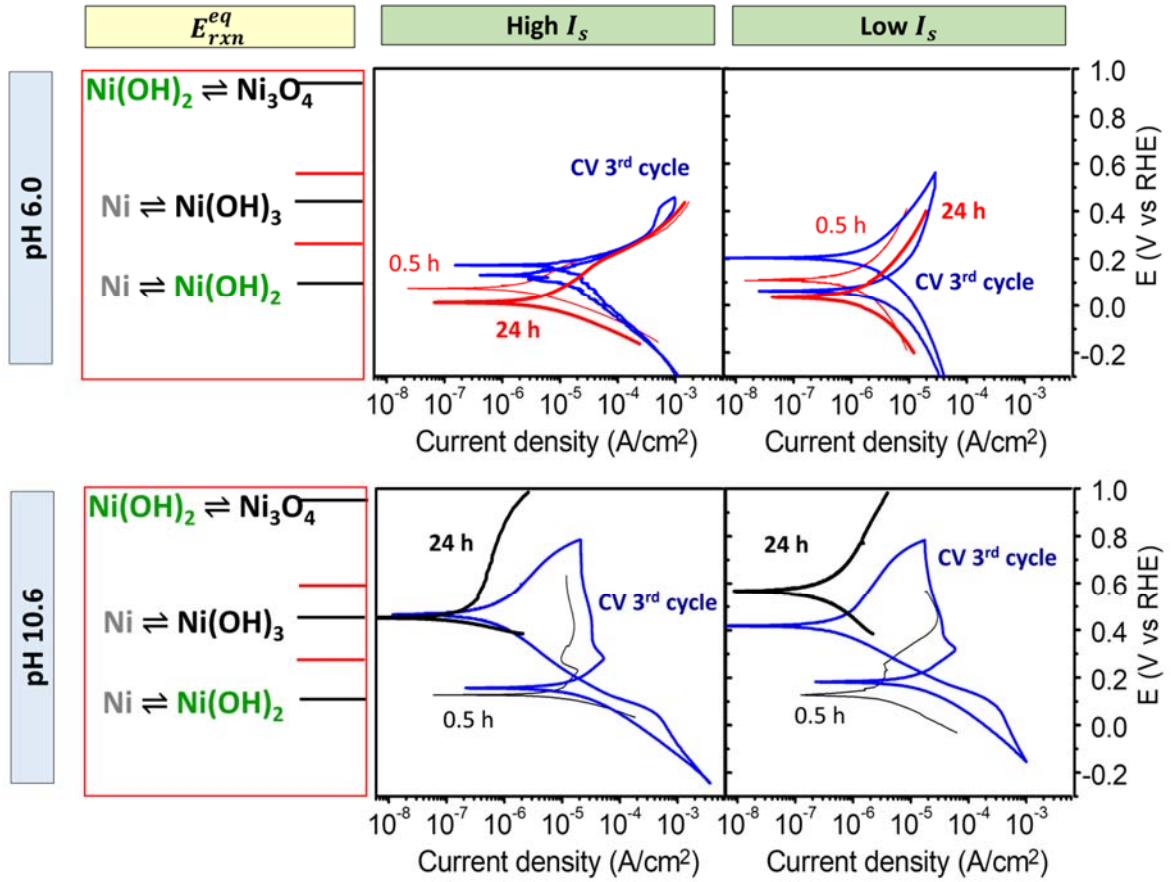 $E_{rxn}^{eq}$
High $I_s$
Low $I_s$
pH 6.0
Ni(OH)₂ ⇌ Ni₃O₄
Ni ⇌ Ni(OH)₃
Ni ⇌ Ni(OH)₂
CV 3ʳᵈ cycle
0.5 h
24 h
0.5 h
24 h
CV 3ʳᵈ cycle
1.0
0.8
0.6
0.4
0.2
0.0
-0.2
E (V vs RHE)
10⁻⁸ 10⁻⁷ 10⁻⁶ 10⁻⁵ 10⁻⁴ 10⁻³
Current density (A/cm²)
10⁻⁸ 10⁻⁷ 10⁻⁶ 10⁻⁵ 10⁻⁴ 10⁻³
Current density (A/cm²)
pH 10.6
Ni(OH)₂ ⇌ Ni₃O₄
Ni ⇌ Ni(OH)₃
Ni ⇌ Ni(OH)₂
24 h
CV 3ʳᵈ cycle
0.5 h
24 h
CV 3ʳᵈ cycle
0.5 h
1.0
0.8
0.6
0.4
0.2
0.0
-0.2
E (V vs RHE)
10⁻⁸ 10⁻⁷ 10⁻⁶ 10⁻⁵ 10⁻⁴ 10⁻³
Current density (A/cm²)
10⁻⁸ 10⁻⁷ 10⁻⁶ 10⁻⁵ 10⁻⁴ 10⁻³
Current density (A/cm²)